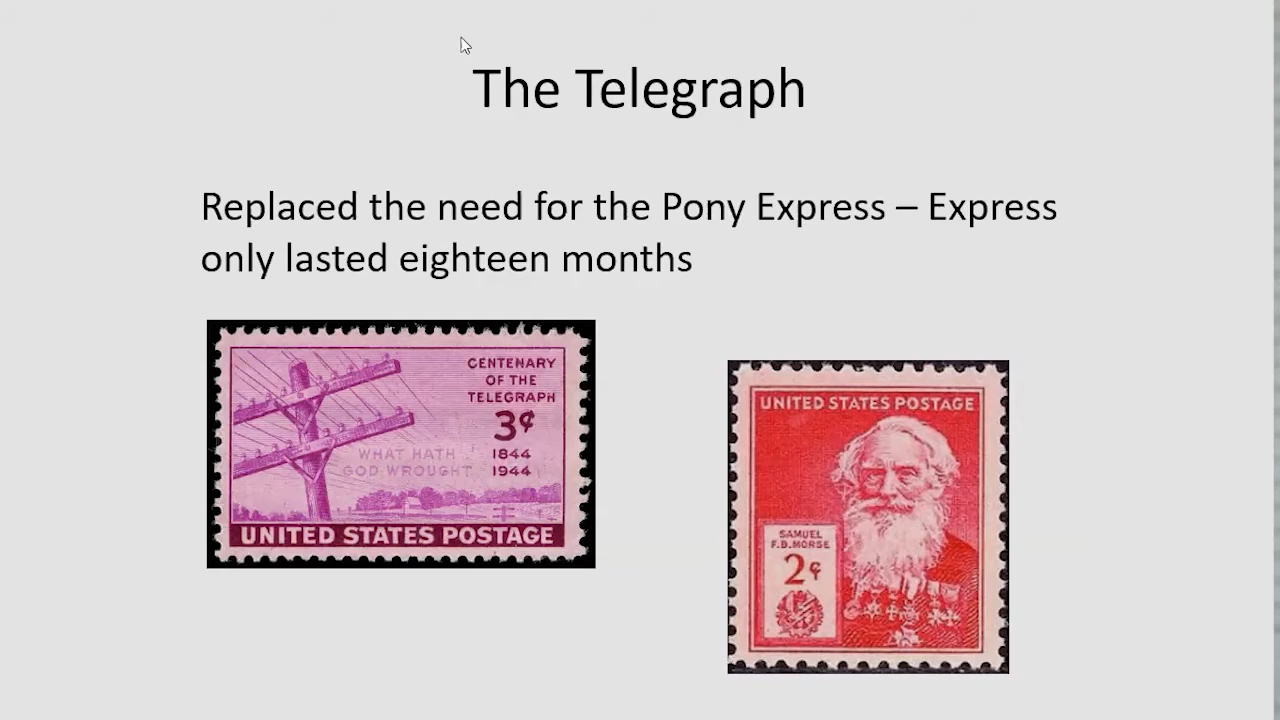 The Telegraph
Replaced the need for the Pony Express – Express
only lasted eighteen months
CENTENARY
OF THE
TELEGRAPH
3¢
WHAT HATH
GOD WROUGHT
1844
1944
UNITED STATES POSTAGE
UNITED STATES POSTAGE
SAMUEL
F.B.MORSE
2¢